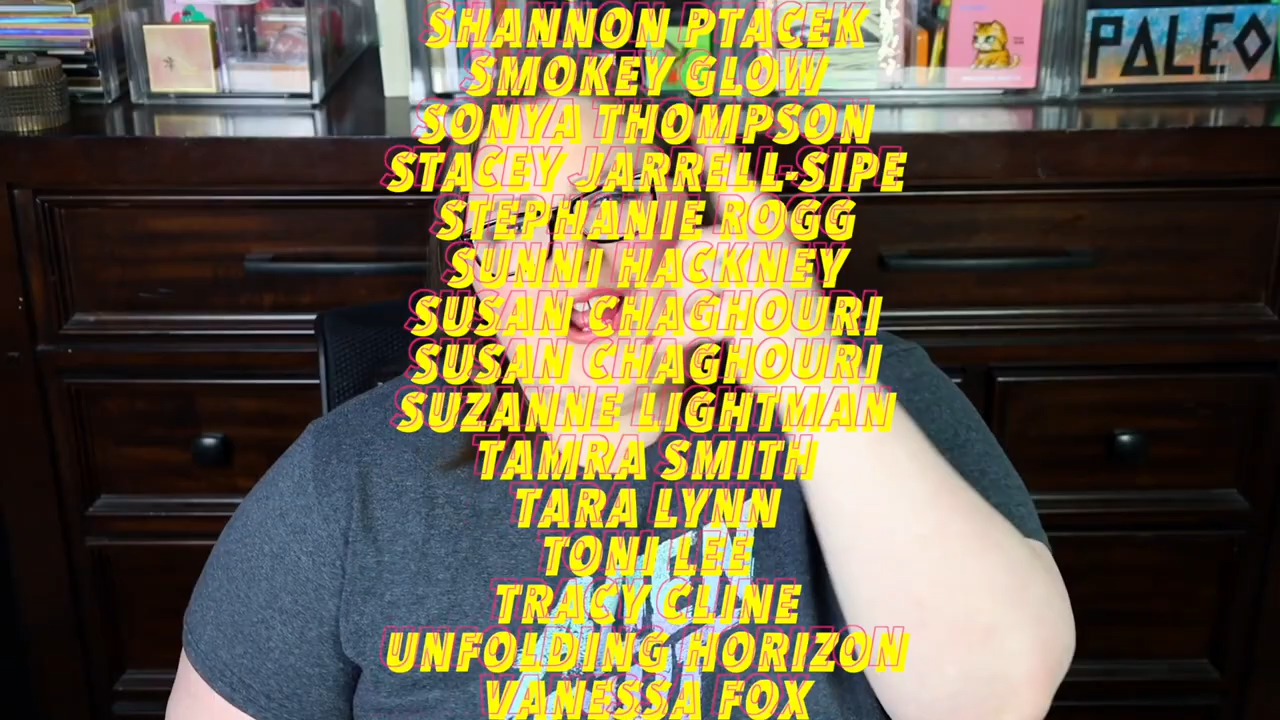 SHANNON PTACEK
PALEO
SMOKEY GLOW
SONYA THOMPSON
STACEY JARRELL-SIPE
STEPHANIE ROGG
SUNNI HACKNEY
SUSAN CHAGHOURI
SUSAN CHAGHOURI
SUZANNE LIGHTMAN
TAMRA SMITH
TARA LYNN
TONI LEE
TRACY CLINE
UNFOLDING HORIZON
VANESSA FOX